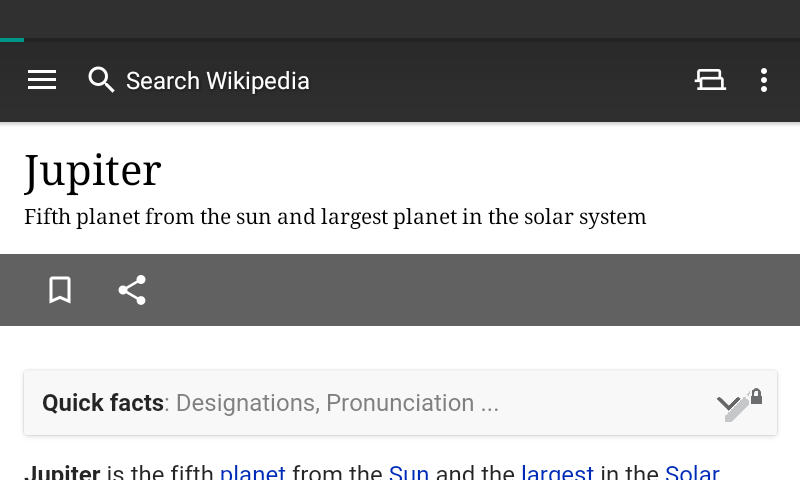 Search Wikipedia
Jupiter
Fifth planet from the sun and largest planet in the solar system
Quick facts: Designations, Pronunciation ...
Jupiter is the fifth planet from the Sun and the largest in the Solar